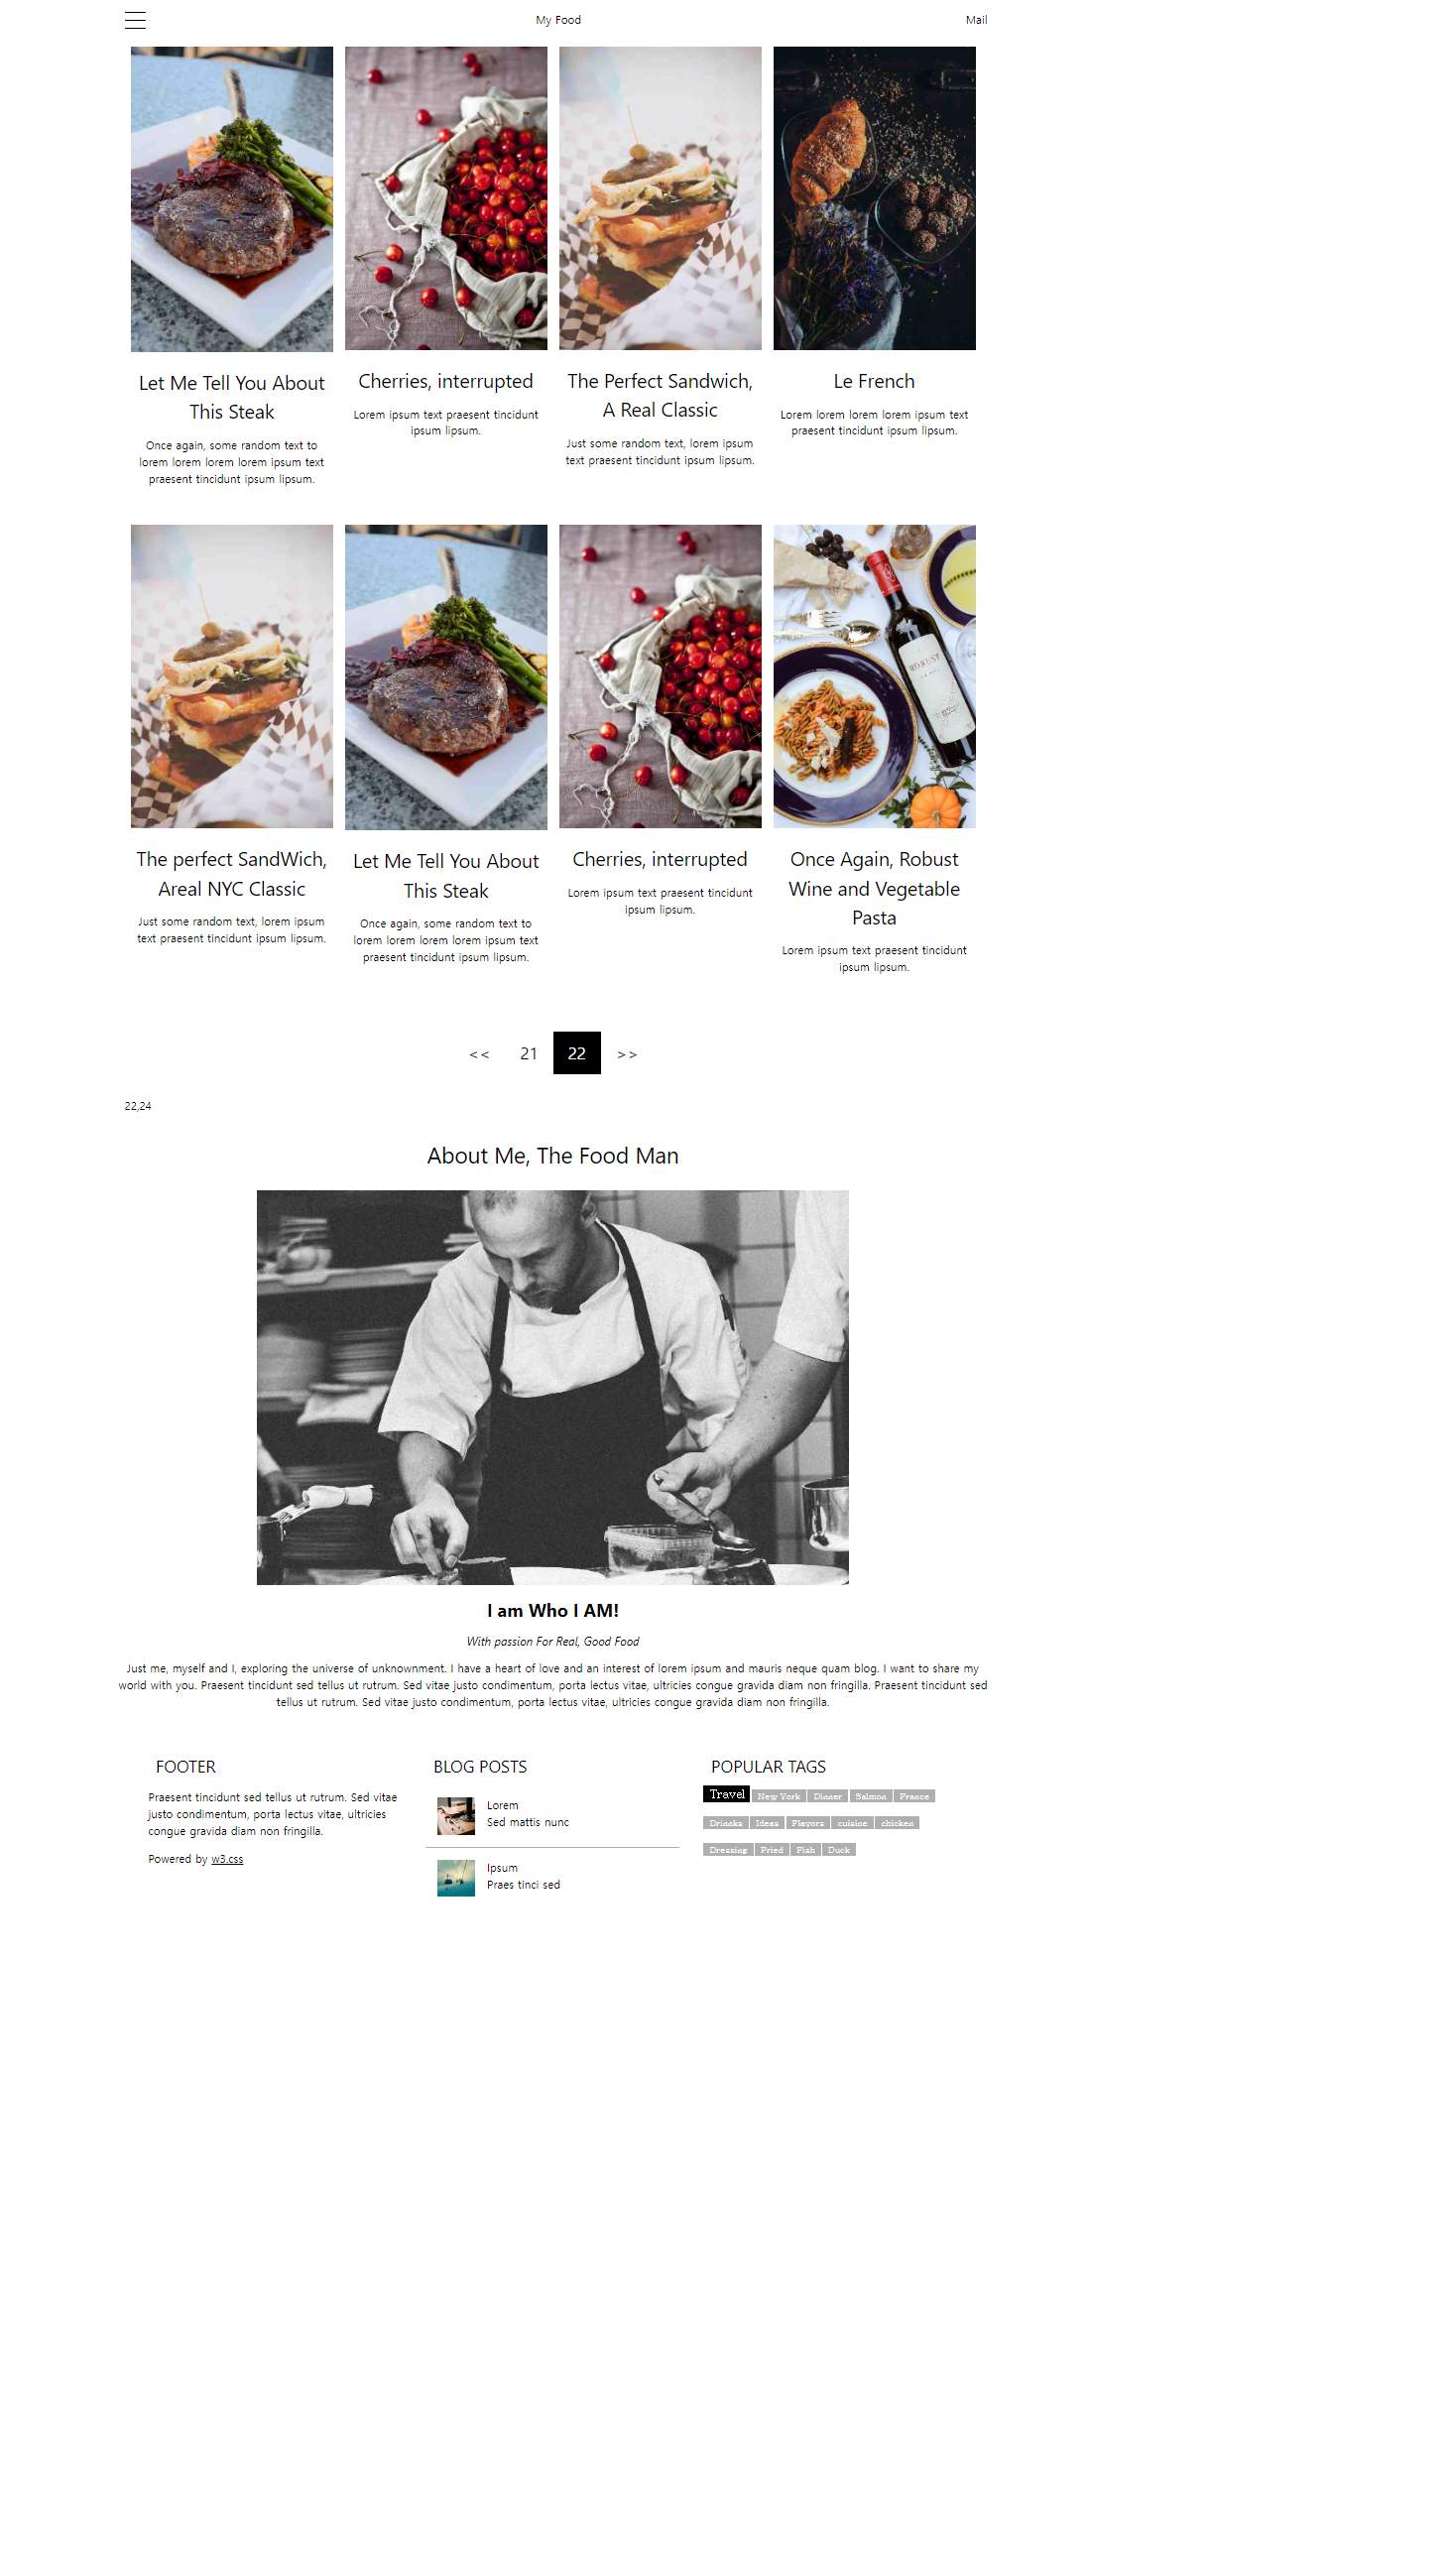 My Food
Mail
Let Me Tell You About
This Steak
Once again, some random text to
lorem lorem lorem lorem ipsum text
praesent tincidunt ipsum lipsum.
Cherries, interrupted
Lorem ipsum text praesent tincidunt
ipsum lipsum.
The Perfect Sandwich,
A Real Classic
Just some random text, lorem ipsum
text praesent tincidunt ipsum lipsum.
Le French
Lorem lorem lorem lorem ipsum text
praesent tincidunt ipsum lipsum.
The perfect SandWich,
Areal NYC Classic
Just some random text, lorem ipsum
text praesent tincidunt ipsum lipsum.
Let Me Tell You About
This Steak
Once again, some random text to
lorem lorem lorem lorem ipsum text
praesent tincidunt ipsum lipsum.
Cherries, interrupted
Lorem ipsum text praesent tincidunt
ipsum lipsum.
ROBUST
Once Again, Robust
Wine and Vegetable
Pasta
Lorem ipsum text praesent tincidunt
ipsum lipsum.
<< 21 22 >>
22,24
About Me, The Food Man
I am Who I AM!
With passion For Real, Good Food
Just me, myself and I, exploring the universe of unknownment. I have a heart of love and an interest of lorem ipsum and mauris neque quam blog. I want to share my
world with you. Praesent tincidunt sed tellus ut rutrum. Sed vitae justo condimentum, porta lectus vitae, ultricies congue gravida diam non fringilla. Praesent tincidunt sed
tellus ut rutrum. Sed vitae justo condimentum, porta lectus vitae, ultricies congue gravida diam non fringilla.
FOOTER
Praesent tincidunt sed tellus ut rutrum. Sed vitae
justo condimentum, porta lectus vitae, ultricies
congue gravida diam non fringilla.
Powered by w3.css
BLOG POSTS
Lorem
Sed mattis nunc
Ipsum
Praes tinci sed
POPULAR TAGS
Travel New York Dinner Salmon France
Drinks Ideas Flavors cuisine chicken
Dressing Fried Fish Duck